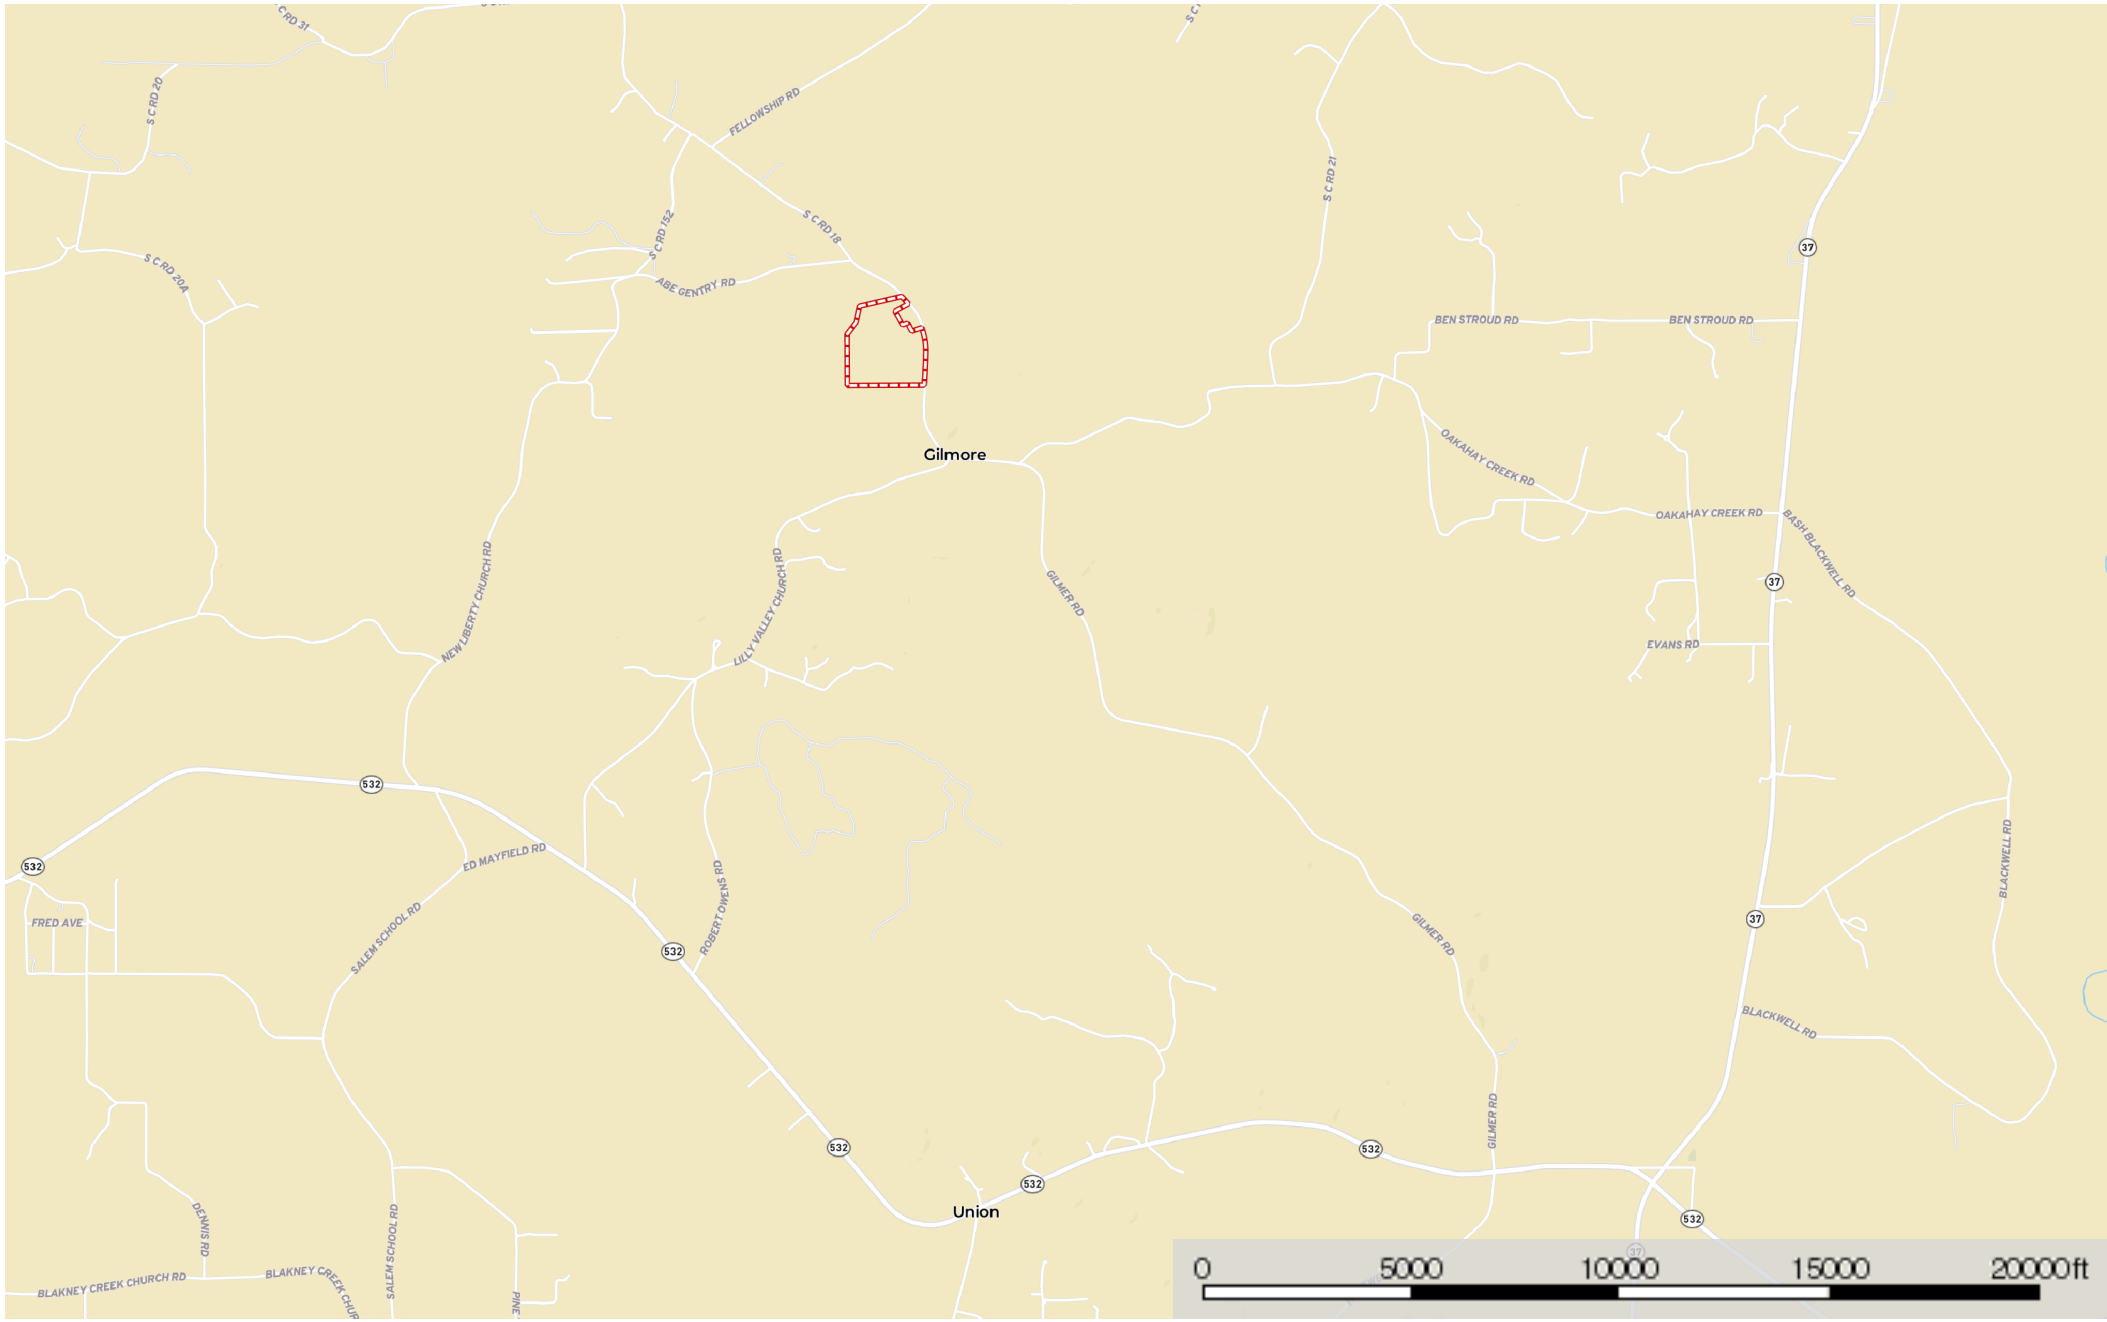 S C RD 31
S C RD 20
FELLOWSHIP RD
S C RD 21
S C RD 152
S C RD 18
37
S C RD 20A
ABE GENTRY RD
BEN STROUD RD
BEN STROUD RD
Gilmore
OAKAHAY CREEK RD
OAKAHAY CREEK RD
BASH BLACKWELL RD
NEW LIBERTY CHURCH RD
LILLY VALLEY CHURCH RD
GILMER RD
37
EVANS RD
532
532
ED MAYFIELD RD
BLACKWELL RD
FRED AVE
SALEM SCHOOL RD
ROBERT OWENS RD
532
GILMER RD
37
BLACKWELL RD
GILMER RD
532
532
532
Union
532
DENNIS RD
SALEM SCHOOL RD
37
BLAKNEY CREEK CHURCH RD
BLAKNEY CREEK CHUR
PINE
0 5000 10000 15000 20000ft